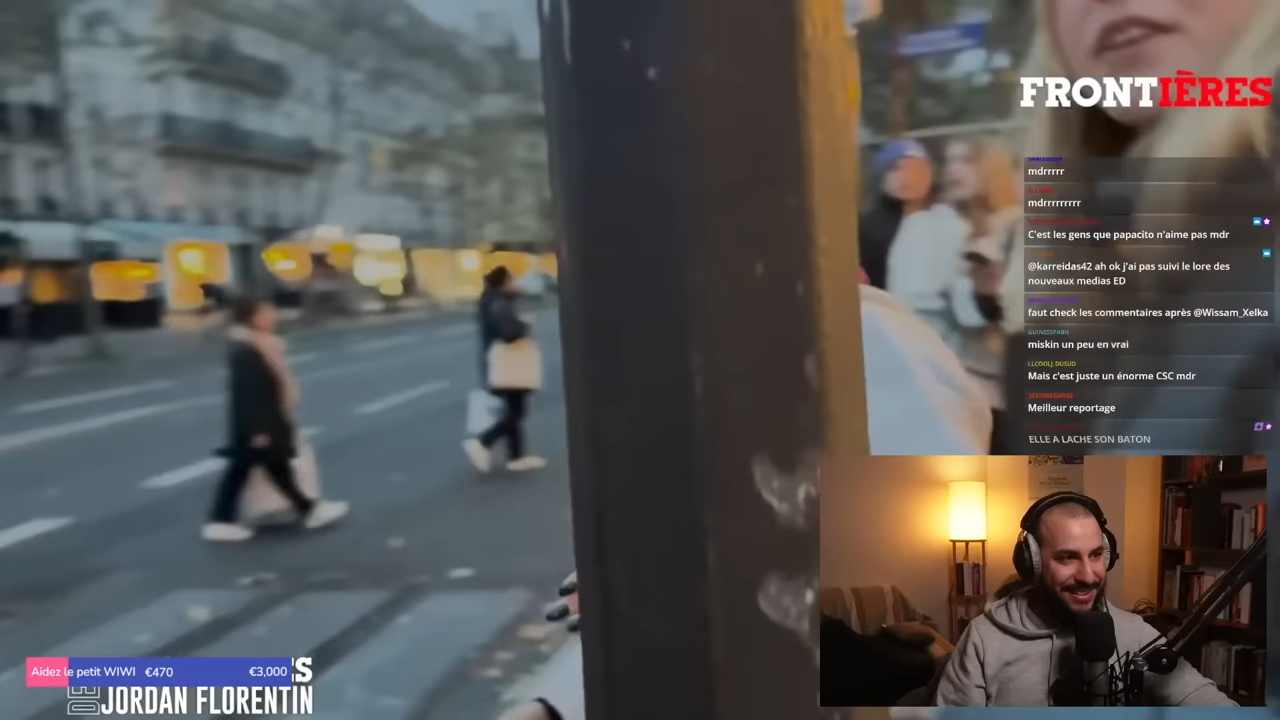 FRONTIÈRES
mdrrrrr
mdrrrrrrrrr
C'est les gens que papacito n'aime pas mdr
@karreidas42 ah ok j'ai pas suivi le lore des
nouveaux medias ED
faut check les commentaires après @Wissam_Xelka
GUINESSPABH
miskin un peu en vrai
LLCOOLJ_DUSUD
Mais c'est juste un énorme CSC mdr
Meilleur reportage
ELLE A LACHE SON BATON
Aidez le petit WIWI €470 €3,000
JORDAN FLORENTIN